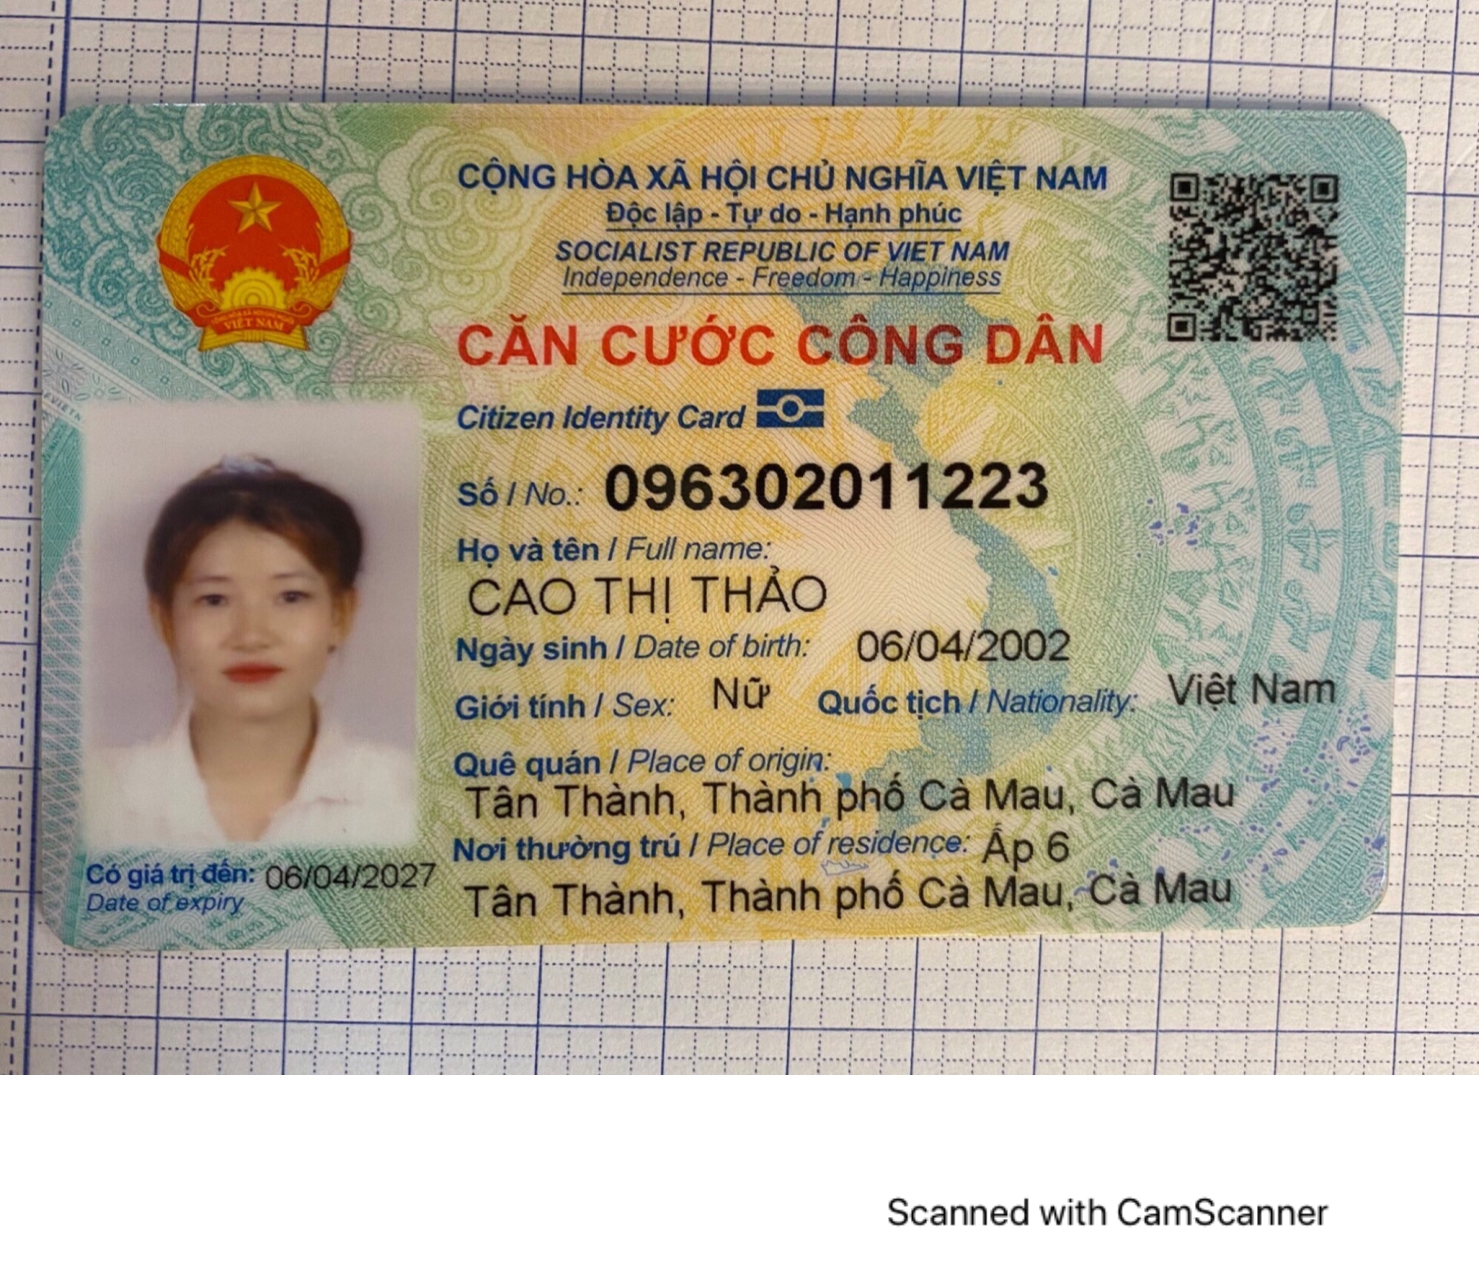 CỘNG HÒA XÃ HỘI CHỦ NGHĨA VIỆT NAM
Độc lập - Tự do - Hạnh phúc
SOCIALIST REPUBLIC OF VIET NAM
Independence - Freedom - Happiness
VIỆT NAM
CĂN CƯỚC CÔNG DÂN
Citizen Identity Card
Số / No.: 096302011223
Họ và tên / Full name:
CAO THỊ THẢO
Ngày sinh / Date of birth: 06/04/2002
Giới tính / Sex: Nữ Quốc tịch / Nationality: Việt Nam
Quê quán / Place of origin:
Tân Thành, Thành phố Cà Mau, Cà Mau
Nơi thường trú / Place of residence: Ấp 6
Tân Thành, Thành phố Cà Mau, Cà Mau
Có giá trị đến: 06/04/2027
Date of expiry
Scanned with CamScanner